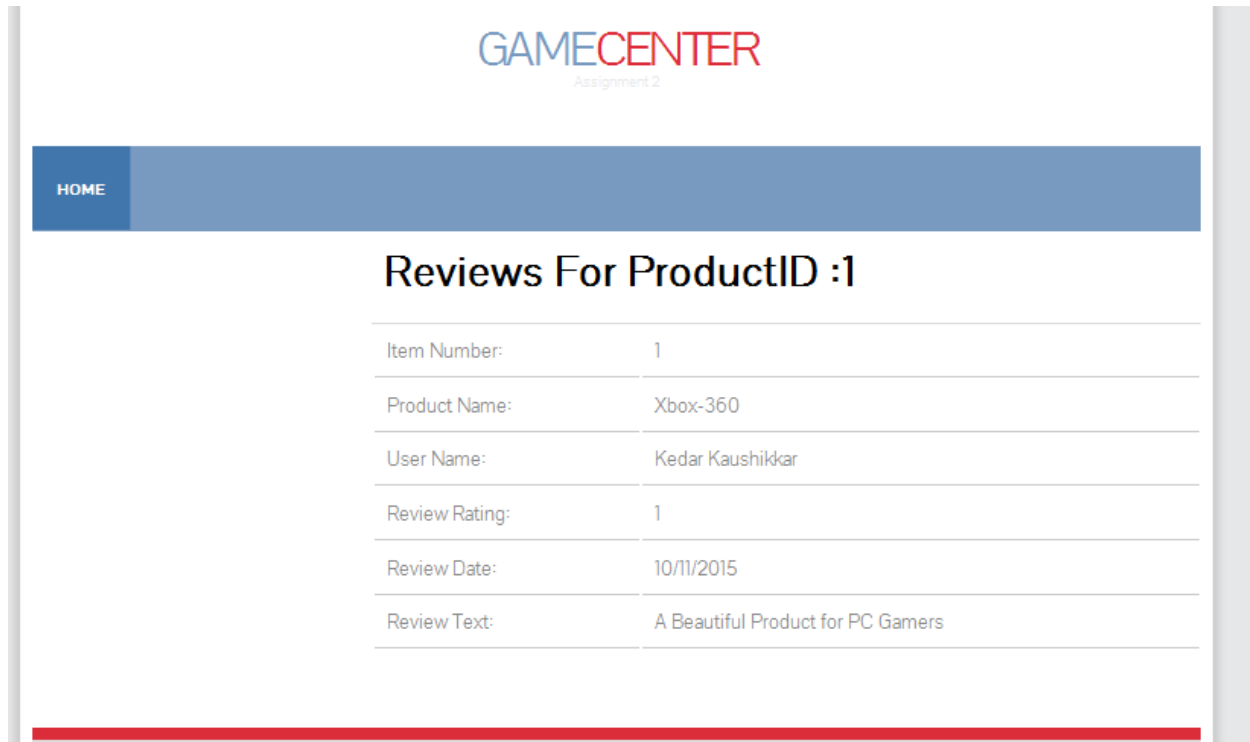 GAMECENTER
Assignment 2
HOME
Reviews For ProductID :1
Item Number: 1
Product Name: Xbox-360
User Name: Kedar Kaushikkar
Review Rating: 1
Review Date: 10/11/2015
Review Text: A Beautiful Product for PC Gamers